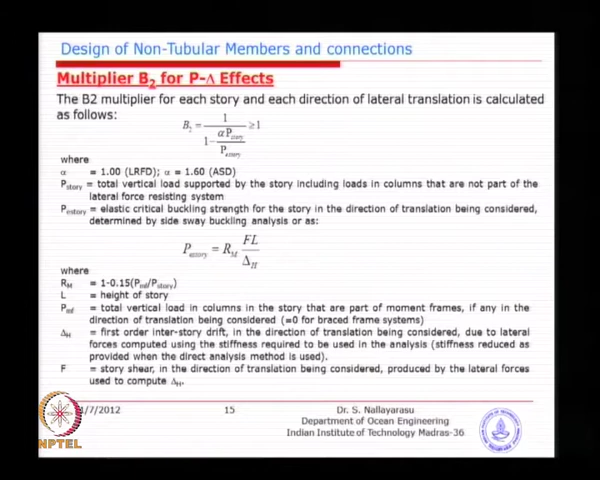 Design of Non-Tubular Members and connections
Multiplier B2 for P-Δ Effects
The B2 multiplier for each story and each direction of lateral translation is calculated
as follows:
B2 = 1 / (1 - αPstory / Pestory) ≥ 1
where
α = 1.00 (LRFD); α = 1.60 (ASD)
Pstory = total vertical load supported by the story including loads in columns that are not part of the
lateral force resisting system
Pestory = elastic critical buckling strength for the story in the direction of translation being considered,
determined by side sway buckling analysis or as:
Pestory = RM FL / ΔH
where
RM = 1-0.15(Pmf/Pstory)
L = height of story
Pmf = total vertical load in columns in the story that are part of moment frames, if any in the
direction of translation being considered (=0 for braced frame systems)
ΔH = first order inter-story drift, in the direction of translation being considered, due to lateral
forces computed using the stiffness required to be used in the analysis (stiffness reduced as
provided when the direct analysis method is used).
F = story shear, in the direction of translation being considered, produced by the lateral forces
used to compute ΔH.
/7/2012 15 Dr. S. Nallayarasu
Department of Ocean Engineering
Indian Institute of Technology Madras-36
NPTEL